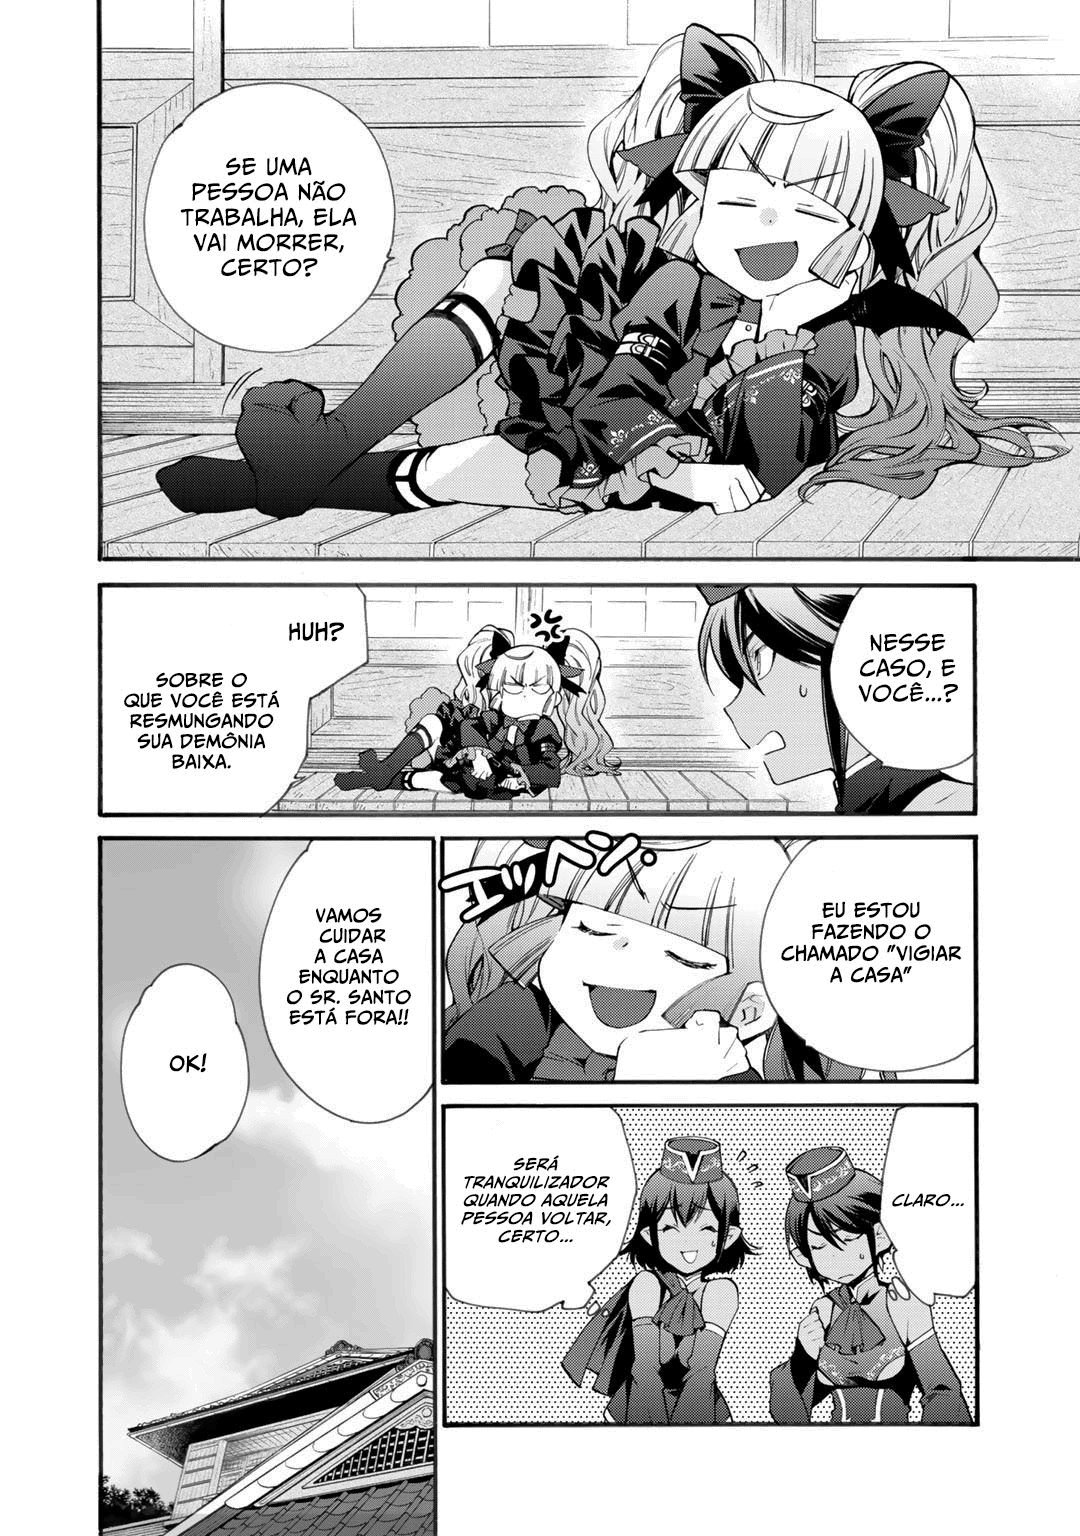 SE UMA
PESSOA NÃO
TRABALHA, ELA
VAI MORRER,
CERTO?
NESSE
CASO, E
VOCÊ...?
HUH?
SOBRE O
QUE VOCÊ ESTÁ
RESMUNGANDO
SUA DEMÔNIA
BAIXA.
EU ESTOU
FAZENDO O
CHAMADO "VIGIAR
A CASA"
エッヘン.
CLARO...
SERÁ
TRANQUILIZADOR
QUANDO AQUELA
PESSOA VOLTAR,
CERTO...
VAMOS
CUIDAR
A CASA
ENQUANTO
O SR. SANTO
ESTÁ FORA!!
OK!